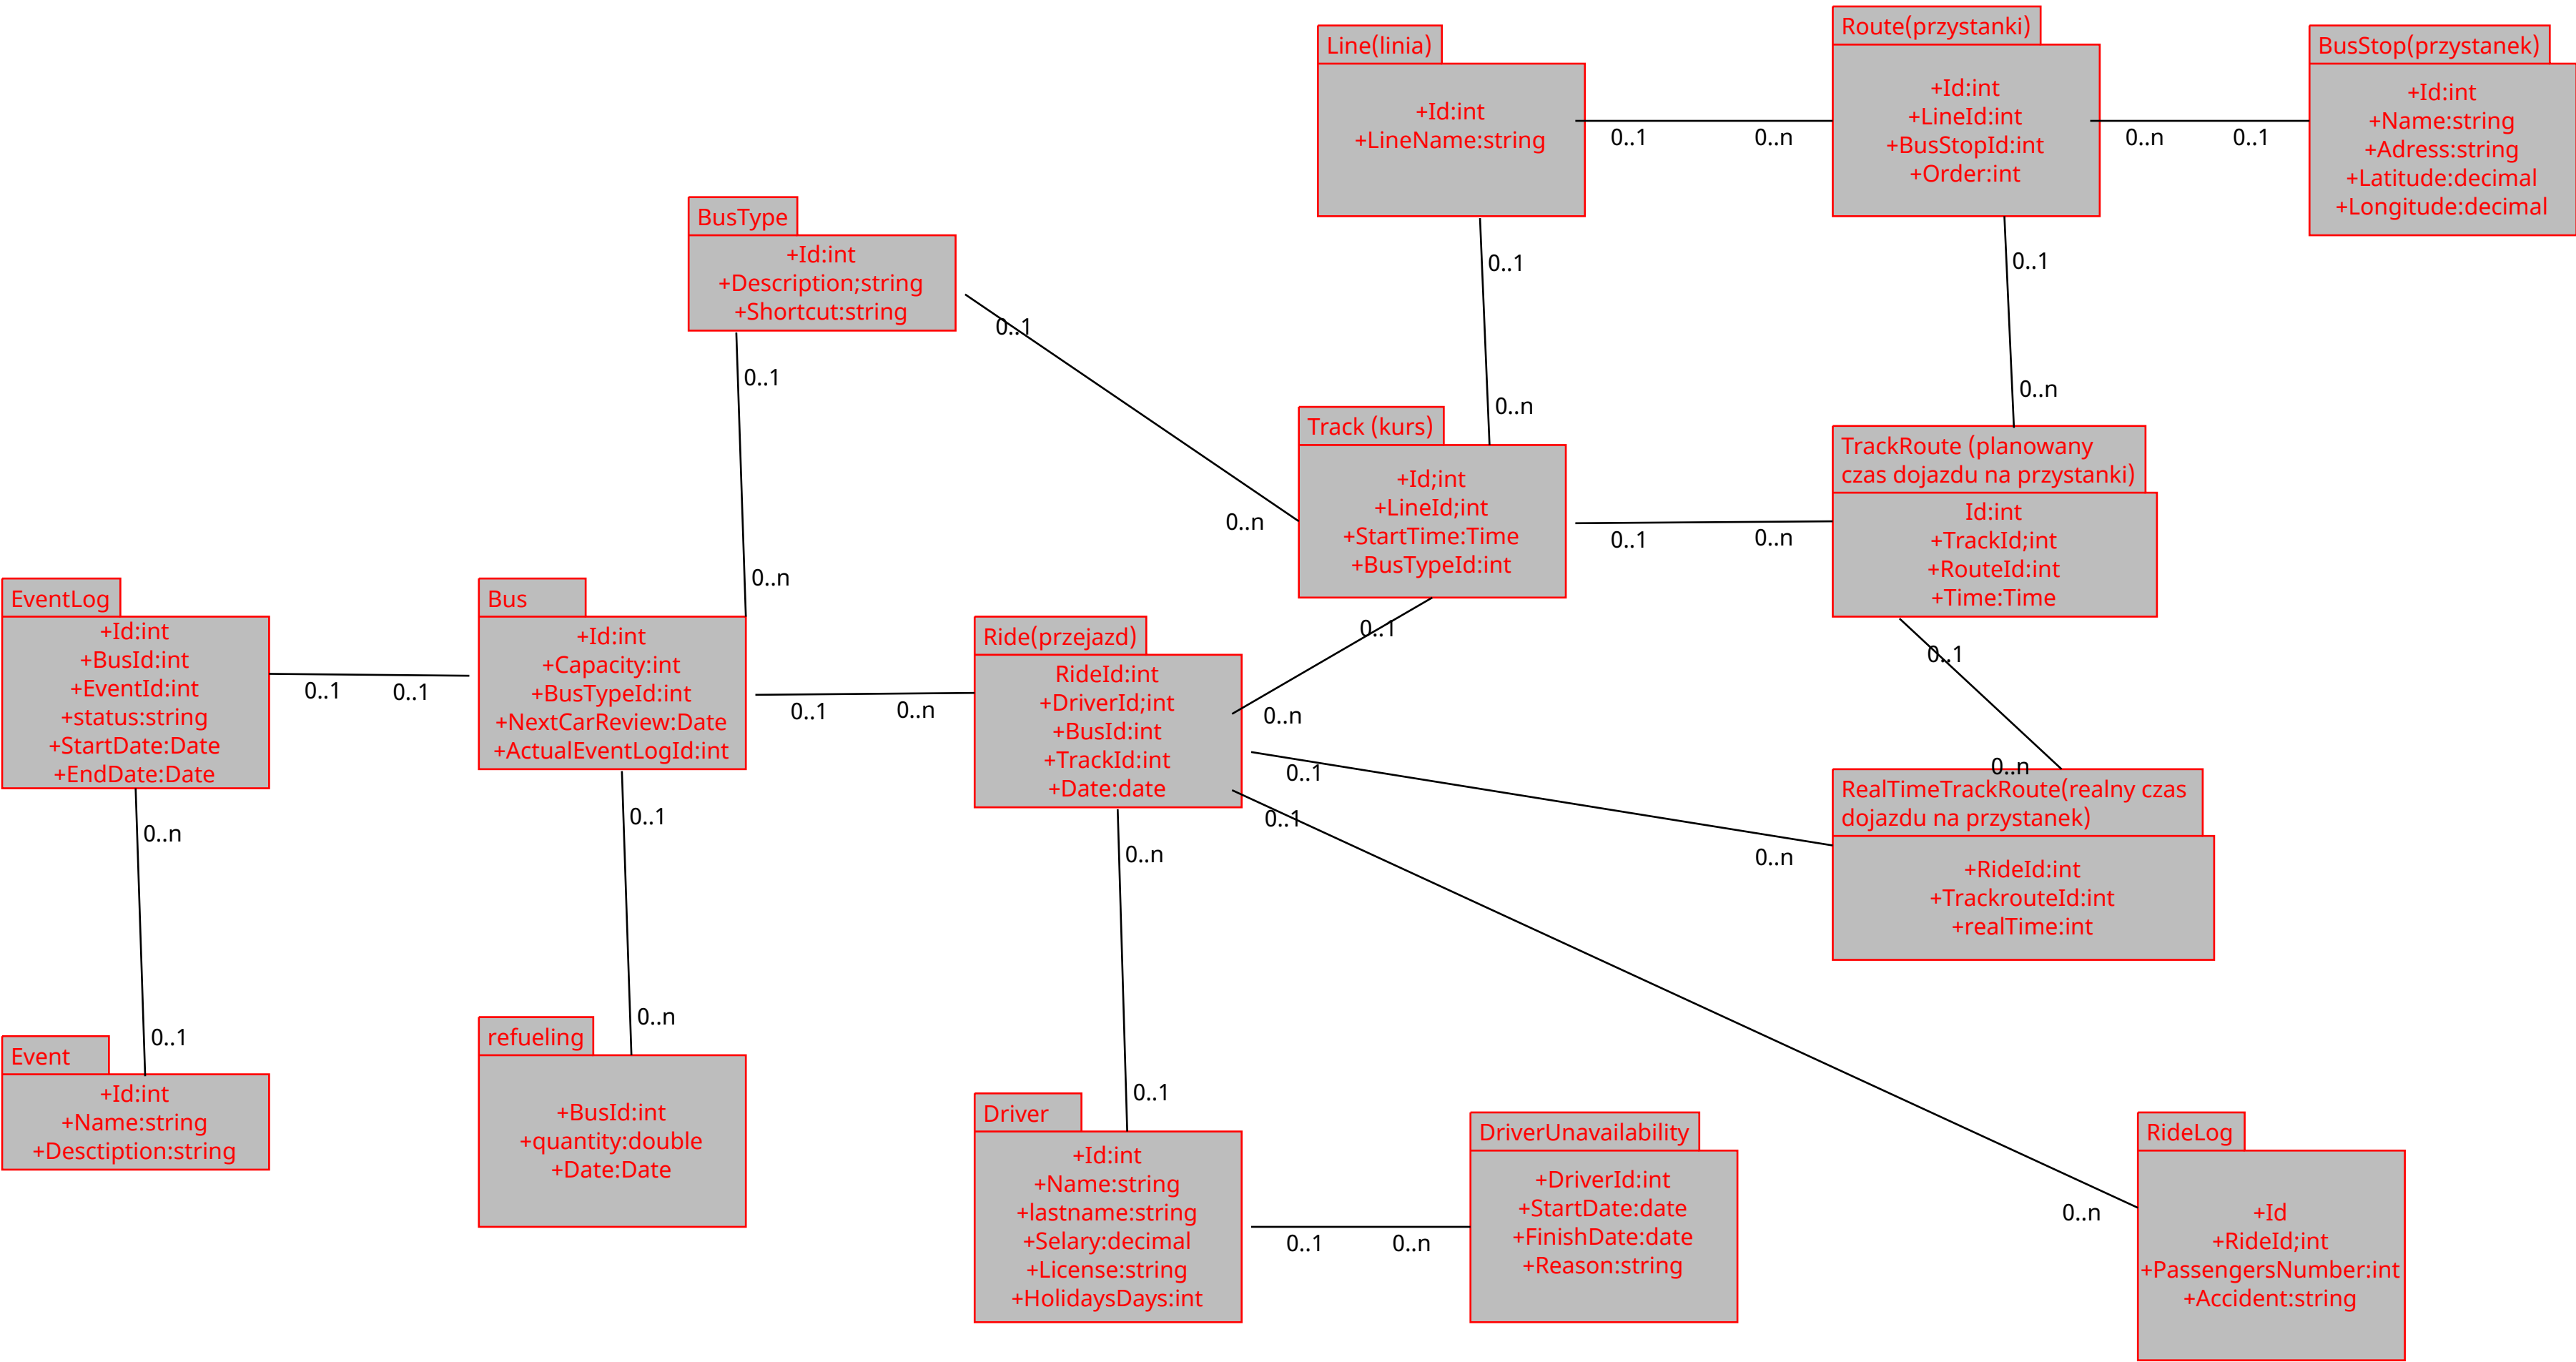 Line(linia)
+Id:int
+LineName:string
0..1
0..n
Route(przystanki)
+Id:int
+LineId:int
+BusStopId:int
+Order:int
0..n
0..1
BusStop(przystanek)
+Id:int
+Name:string
+Adress:string
+Latitude:decimal
+Longitude:decimal
BusType
+Id:int
+Description;string
+Shortcut:string
0..1
0..n
0..1
0..n
0..1
0..n
0..1
0..n
Track (kurs)
+Id;int
+LineId;int
+StartTime:Time
+BusTypeId:int
0..1
0..n
TrackRoute (planowany
czas dojazdu na przystanki)
Id:int
+TrackId;int
+RouteId:int
+Time:Time
EventLog
+Id:int
+BusId:int
+EventId:int
+status:string
+StartDate:Date
+EndDate:Date
0..1
0..1
Bus
+Id:int
+Capacity:int
+BusTypeId:int
+NextCarReview:Date
+ActualEventLogId:int
0..1
0..n
Ride(przejazd)
RideId:int
+DriverId;int
+BusId:int
+TrackId:int
+Date:date
0..1
0..n
0..1
0..n
0..1
0..n
RealTimeTrackRoute(realny czas
dojazdu na przystanek)
+RideId:int
+TrackrouteId:int
+realTime:int
0..1
0..n
0..n
0..1
0..1
0..n
0..n
0..1
Event
+Id:int
+Name:string
+Desctiption:string
refueling
+BusId:int
+quantity:double
+Date:Date
Driver
+Id:int
+Name:string
+lastname:string
+Selary:decimal
+License:string
+HolidaysDays:int
0..1
0..n
DriverUnavailability
+DriverId:int
+StartDate:date
+FinishDate:date
+Reason:string
RideLog
+Id
+RideId;int
+PassengersNumber:int
+Accident:string